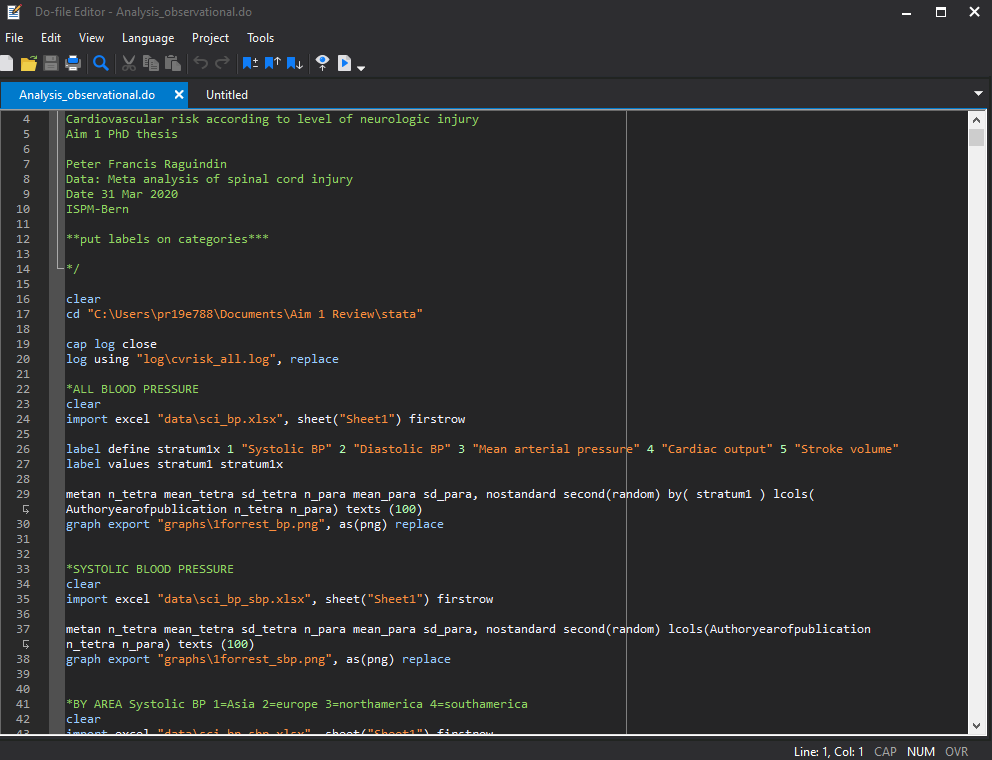 Do-file Editor - Analysis_observational.do
File Edit View Language Project Tools
Analysis_observational.do Untitled
4 Cardiovascular risk according to level of neurologic injury
5 Aim 1 PhD thesis
6
7 Peter Francis Raguindin
8 Data: Meta analysis of spinal cord injury
9 Date 31 Mar 2020
10 ISPM-Bern
11
12 **put labels on categories***
13
14 */
15
16 clear
17 cd "C:\Users\pr19e788\Documents\Aim 1 Review\stata"
18
19 cap log close
20 log using "log\cvrisk_all.log", replace
21
22 *ALL BLOOD PRESSURE
23 clear
24 import excel "data\sci_bp.xlsx", sheet("Sheet1") firstrow
25
26 label define stratum1x 1 "Systolic BP" 2 "Diastolic BP" 3 "Mean arterial pressure" 4 "Cardiac output" 5 "Stroke volume"
27 label values stratum1 stratum1x
28
29 metan n_tetra mean_tetra sd_tetra n_para mean_para sd_para, nostandard second(random) by( stratum1 ) lcols(
Authoryearofpublication n_tetra n_para) texts (100)
30 graph export "graphs\1forrest_bp.png", as(png) replace
31
32
33 *SYSTOLIC BLOOD PRESSURE
34 clear
35 import excel "data\sci_bp_sbp.xlsx", sheet("Sheet1") firstrow
36
37 metan n_tetra mean_tetra sd_tetra n_para mean_para sd_para, nostandard second(random) lcols(Authoryearofpublication
n_tetra n_para) texts (100)
38 graph export "graphs\1forrest_sbp.png", as(png) replace
39
40
41 *BY AREA Systolic BP 1=Asia 2=europe 3=northamerica 4=southamerica
42 clear
43 import excel "data\sci_bp_sbp.xlsx", sheet("Sheet1") firstrow
Line: 1, Col: 1 CAP NUM OVR